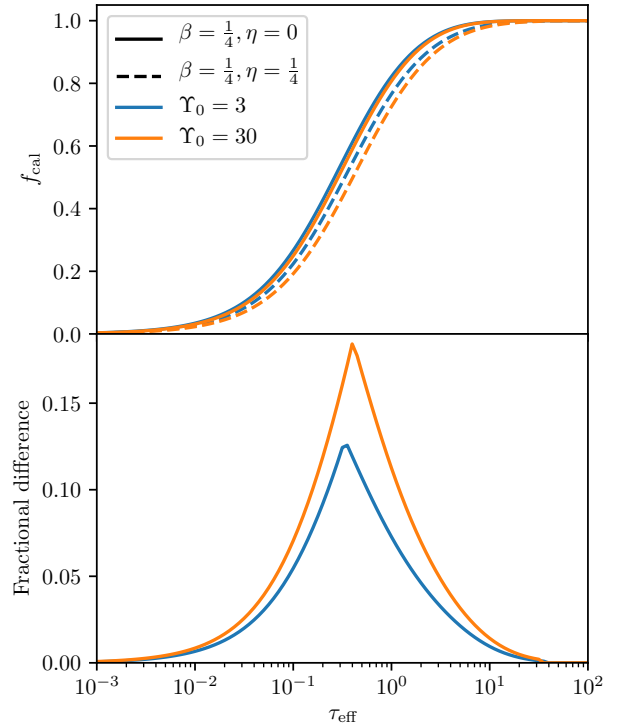 1.0
0.8
0.6
0.4
0.2
0.0
f_cal
β = 1/4, η = 0
β = 1/4, η = 1/4
Υ₀ = 3
Υ₀ = 30
0.15
0.10
0.05
0.00
Fractional difference
10⁻³ 10⁻² 10⁻¹ 10⁰ 10¹ 10²
τ_eff